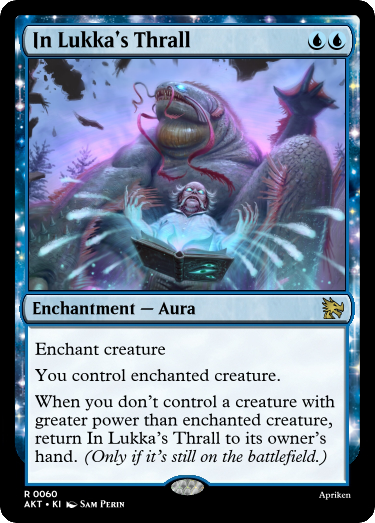 In Lukka's Thrall
Enchantment — Aura
Enchant creature
You control enchanted creature.
When you don't control a creature with
greater power than enchanted creature,
return In Lukka's Thrall to its owner's
hand. (Only if it's still on the battlefield.)
R 0060
AKT • KI Sam Perin
Apriken